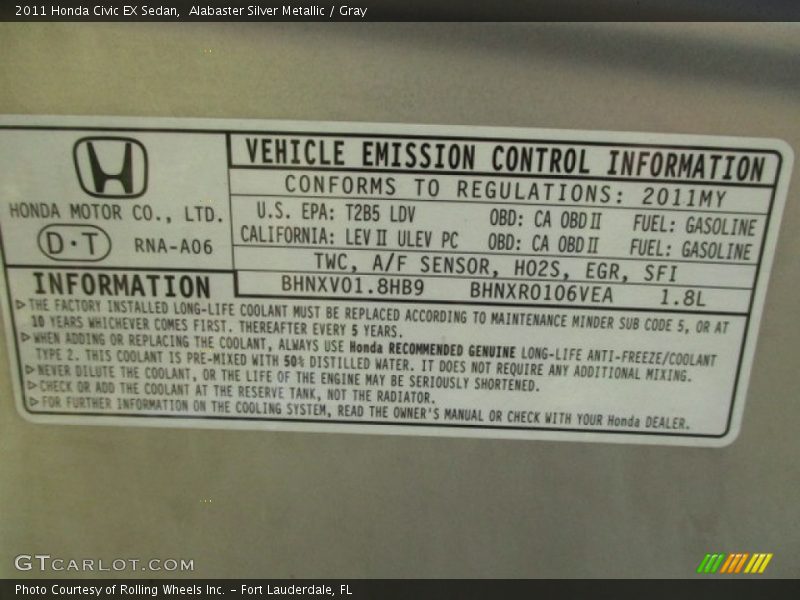 2011 Honda Civic EX Sedan,  Alabaster Silver Metallic / Gray
HONDA MOTOR CO., LTD.
D·T RNA-A06
VEHICLE EMISSION CONTROL INFORMATION
CONFORMS TO REGULATIONS: 2011MY
U.S. EPA: T2B5 LDV OBD: CA OBDⅡ FUEL: GASOLINE
CALIFORNIA: LEVⅡ ULEV PC OBD: CA OBDⅡ FUEL: GASOLINE
TWC, A/F SENSOR, HO2S, EGR, SFI
BHNXV01.8HB9 BHNXR0106VEA 1.8L
INFORMATION
▷THE FACTORY INSTALLED LONG-LIFE COOLANT MUST BE REPLACED ACCORDING TO MAINTENANCE MINDER SUB CODE 5, OR AT
10 YEARS WHICHEVER COMES FIRST. THEREAFTER EVERY 5 YEARS.
▷WHEN ADDING OR REPLACING THE COOLANT, ALWAYS USE Honda RECOMMENDED GENUINE LONG-LIFE ANTI-FREEZE/COOLANT
TYPE 2. THIS COOLANT IS PRE-MIXED WITH 50% DISTILLED WATER. IT DOES NOT REQUIRE ANY ADDITIONAL MIXING.
▷NEVER DILUTE THE COOLANT, OR THE LIFE OF THE ENGINE MAY BE SERIOUSLY SHORTENED.
▷CHECK OR ADD THE COOLANT AT THE RESERVE TANK, NOT THE RADIATOR.
▷FOR FURTHER INFORMATION ON THE COOLING SYSTEM, READ THE OWNER'S MANUAL OR CHECK WITH YOUR Honda DEALER.
GTCARLOT.COM
Photo Courtesy of Rolling Wheels Inc. – Fort Lauderdale, FL